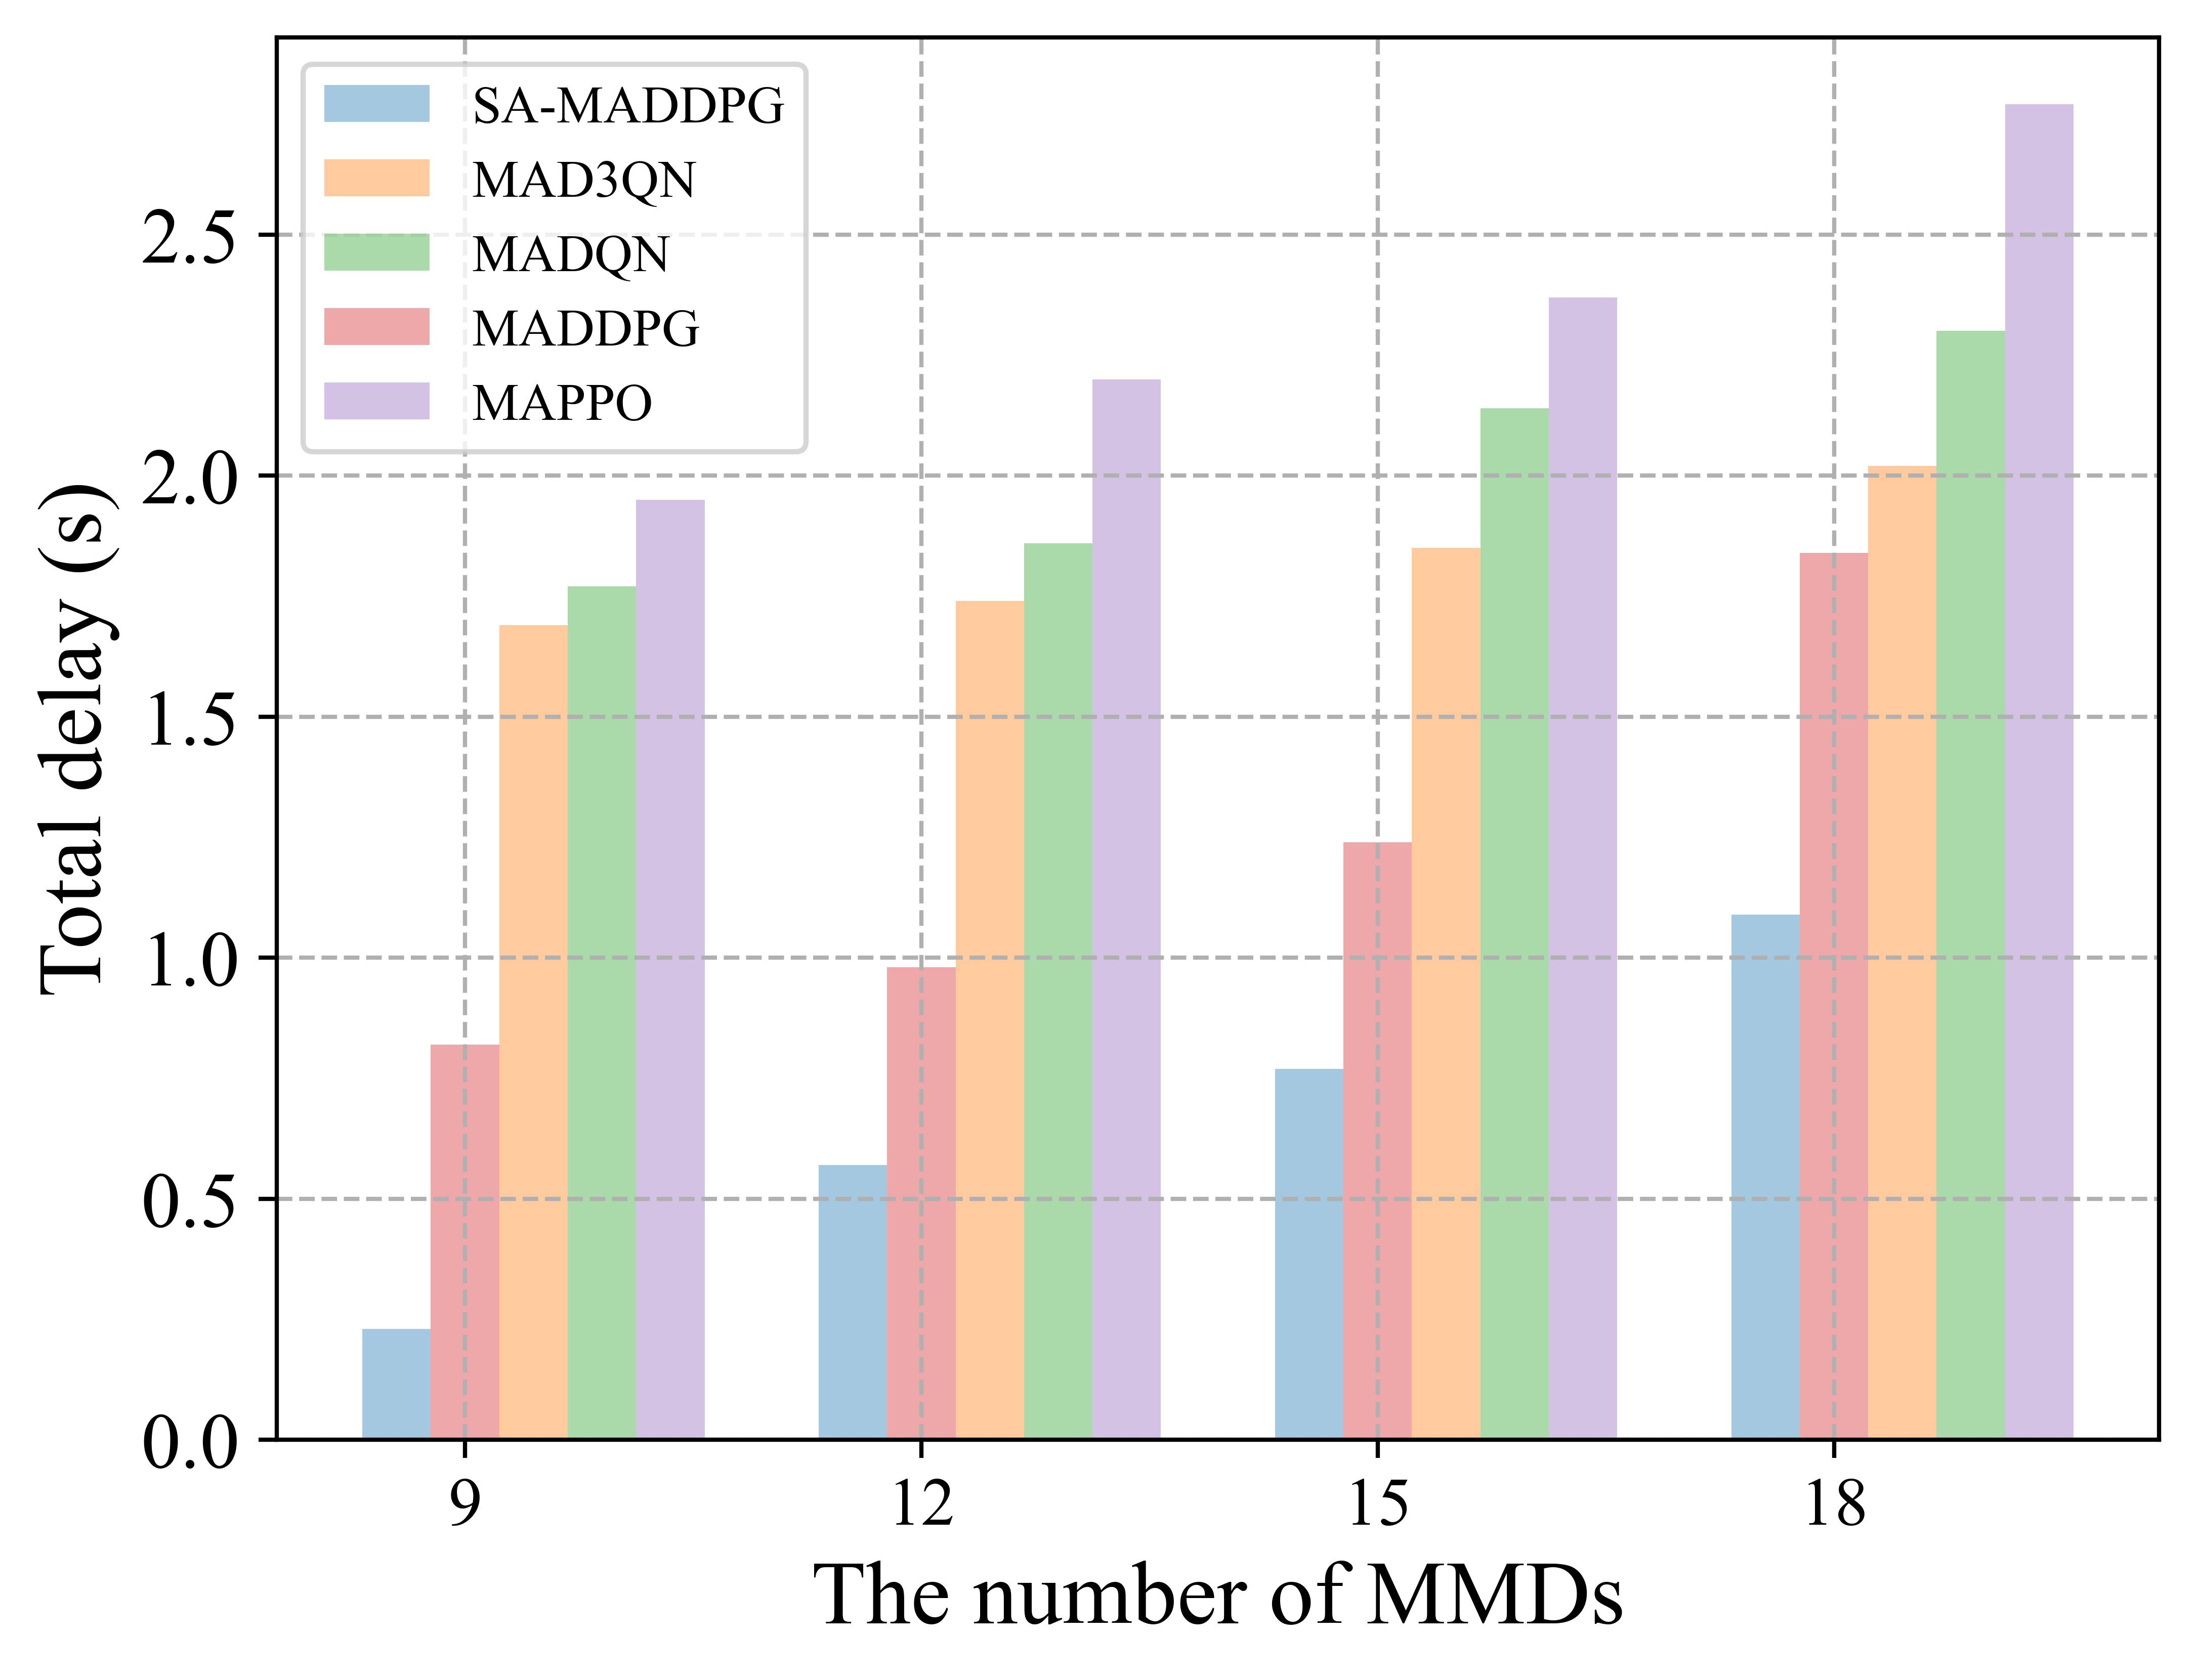 SA-MADDPG
MAD3QN
MADQN
MADDPG
MAPPO
2.5
2.0
1.5
1.0
0.5
0.0
Total delay (s)
9 12 15 18
The number of MMDs